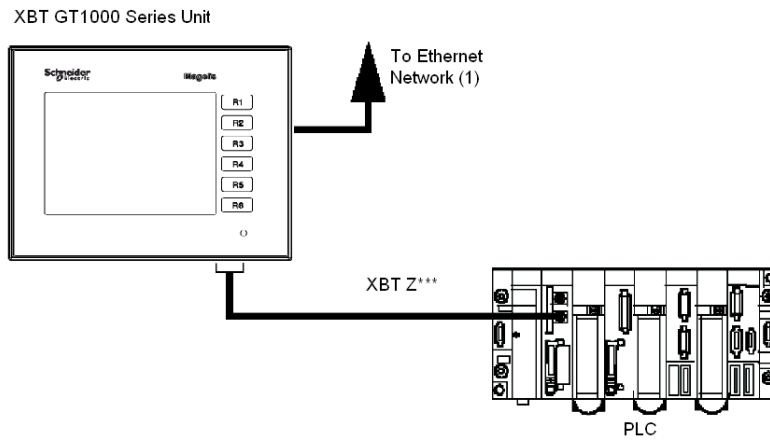 XBT GT1000 Series Unit
To Ethernet
Network (1)
Schneider
Electric
Magelis
R1
R2
R3
R4
R5
R6
XBT Z***
PLC